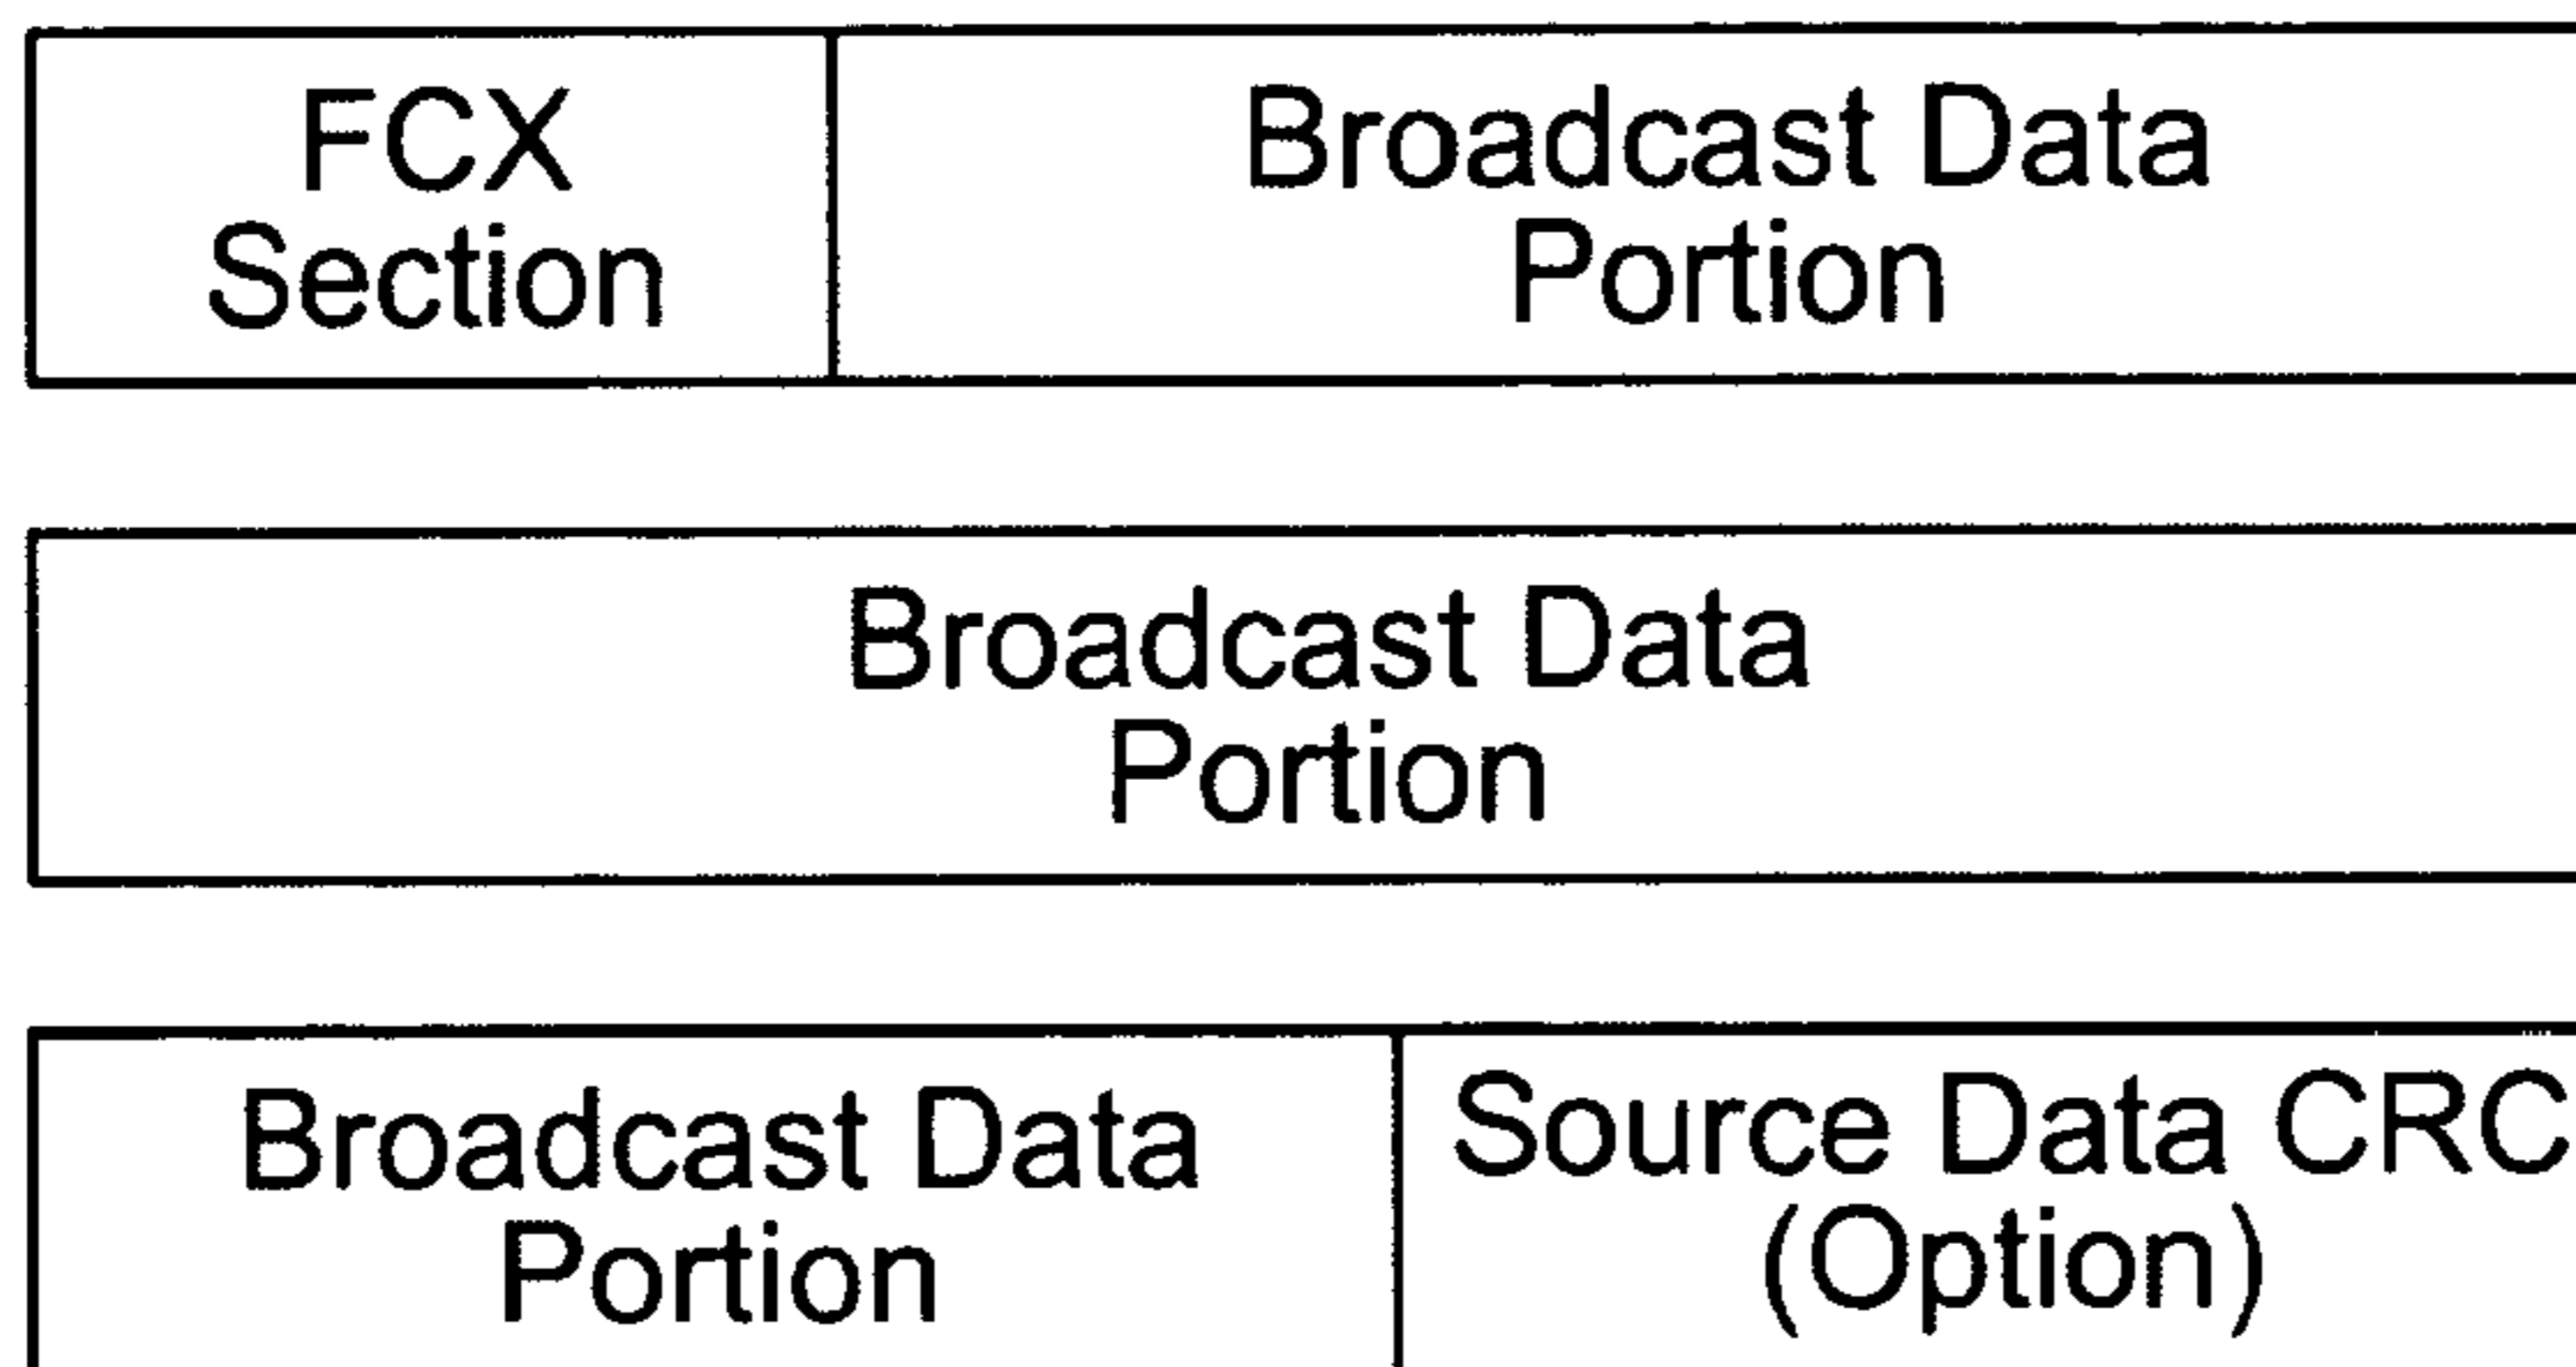 FCX
Section
Broadcast Data
Portion
Broadcast Data
Portion
Broadcast Data
Portion
Source Data CRC
(Option)